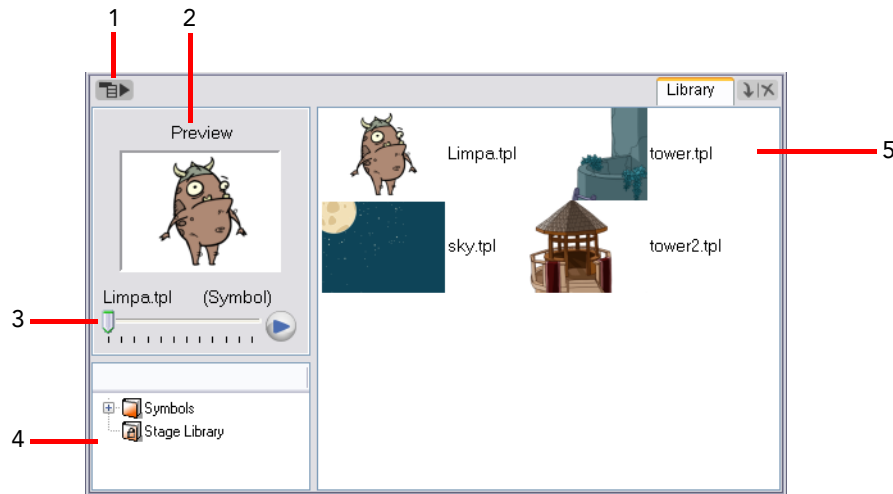 1
2
Library
Preview
Limpa.tpl
tower.tpl
5
sky.tpl
tower2.tpl
Limpa.tpl (Symbol)
3
Symbols
4
Stage Library